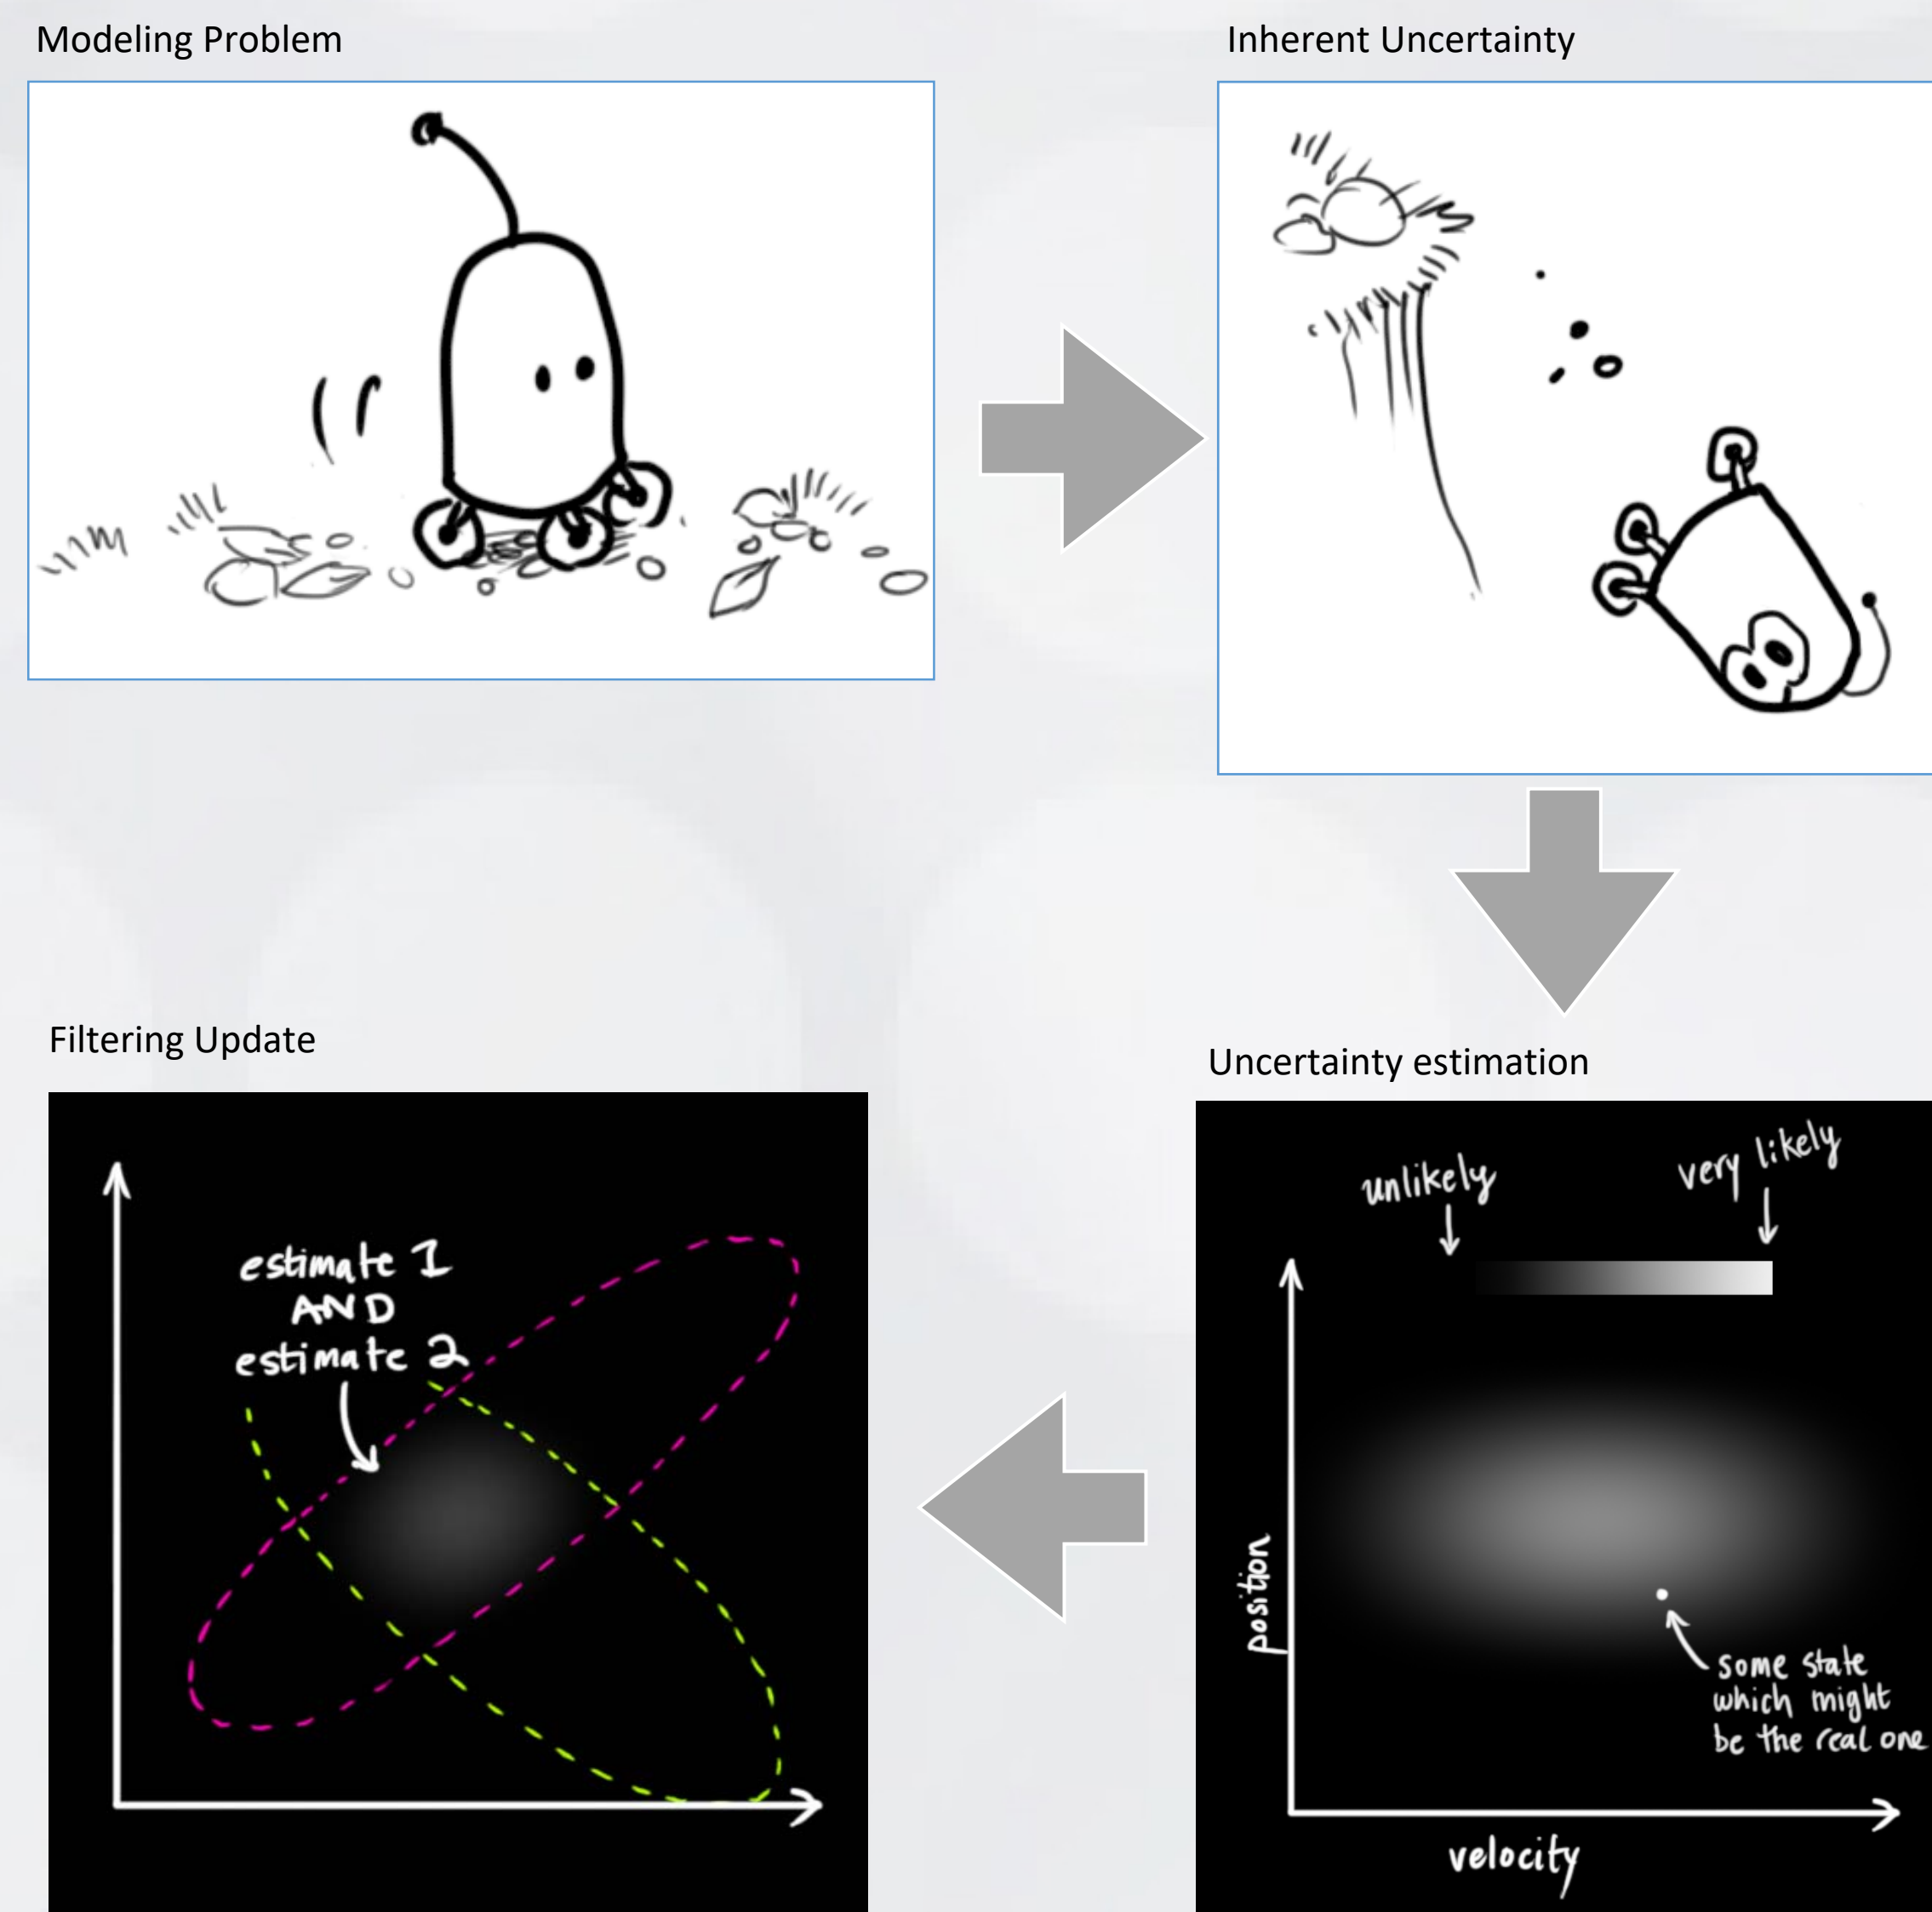 Modeling Problem
Inherent Uncertainty
Filtering Update
estimate 1
AND
estimate 2
Uncertainty estimation
unlikely
very likely
position
some state
which might
be the real one
velocity